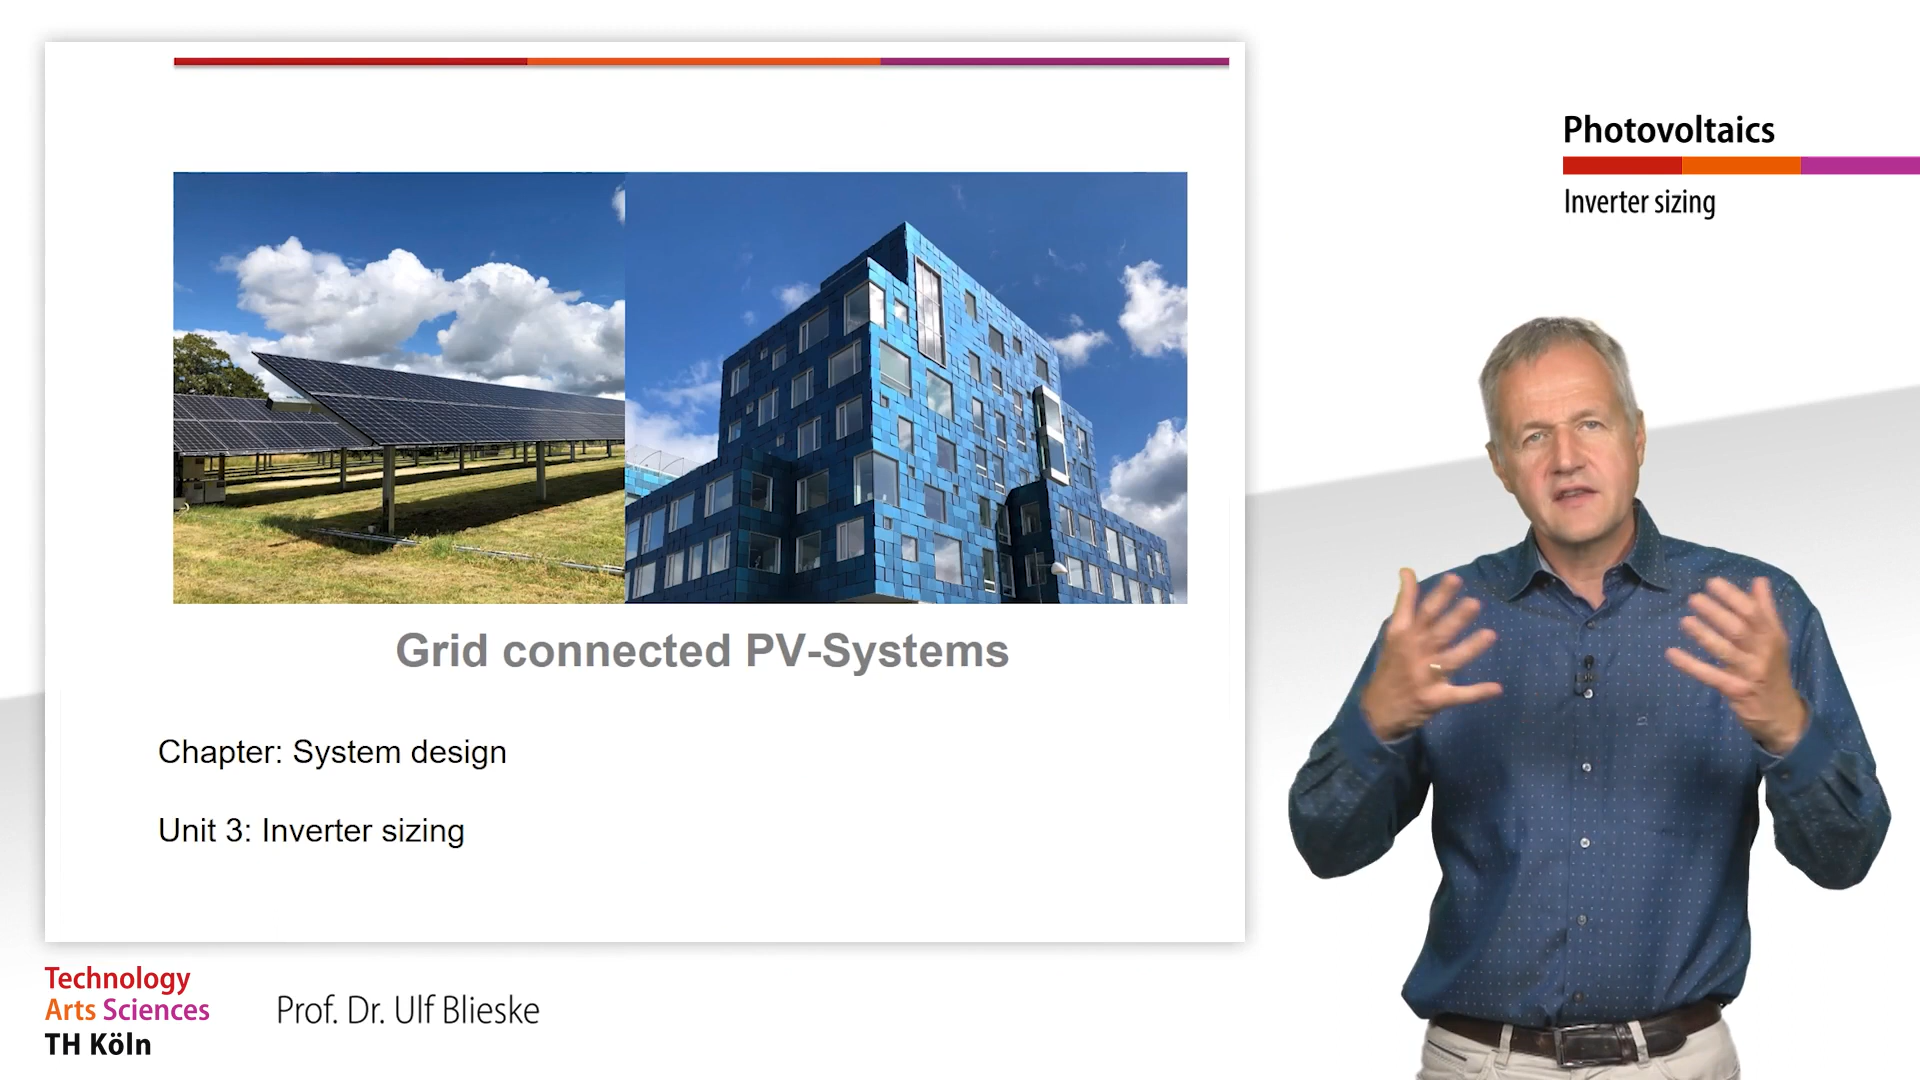 Photovoltaics
Inverter sizing
Grid connected PV-Systems
Chapter: System design
Unit 3: Inverter sizing
Technology
Arts Sciences
TH Köln
Prof. Dr. Ulf Blieske